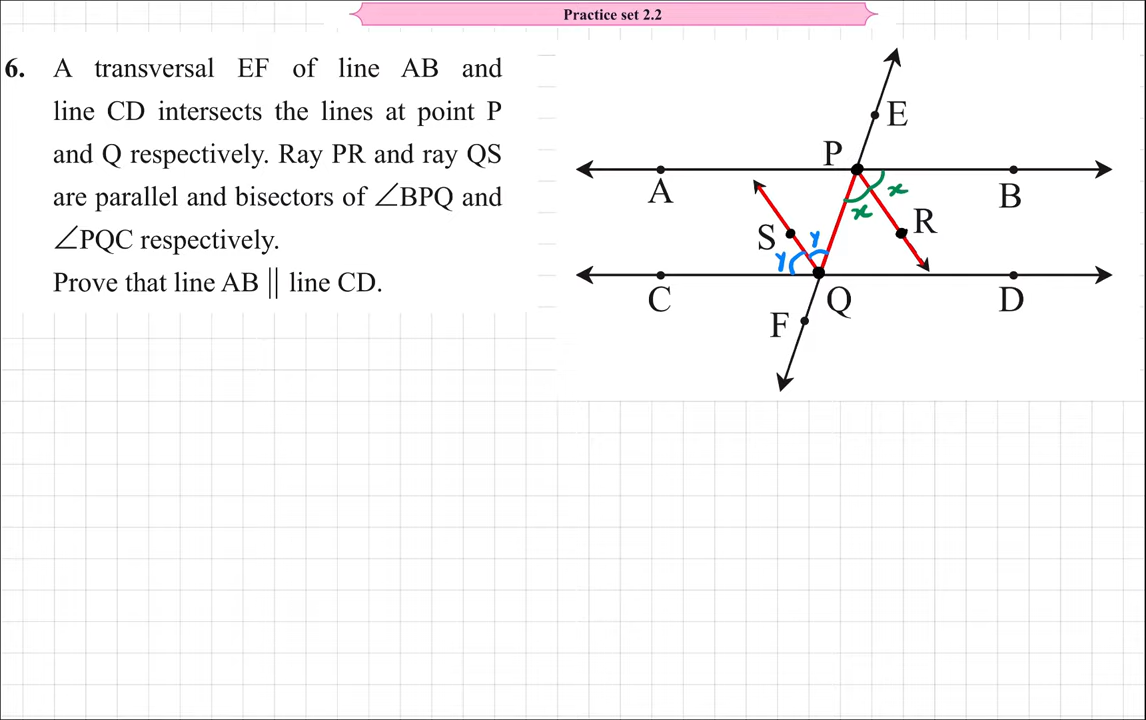 Practice set 2.2
6. A transversal EF of line AB and
line CD intersects the lines at point P
and Q respectively. Ray PR and ray QS
are parallel and bisectors of ∠BPQ and
∠PQC respectively.
Prove that line AB || line CD.
E
P
A
B
x
x
R
S
y
y
C
Q
D
F